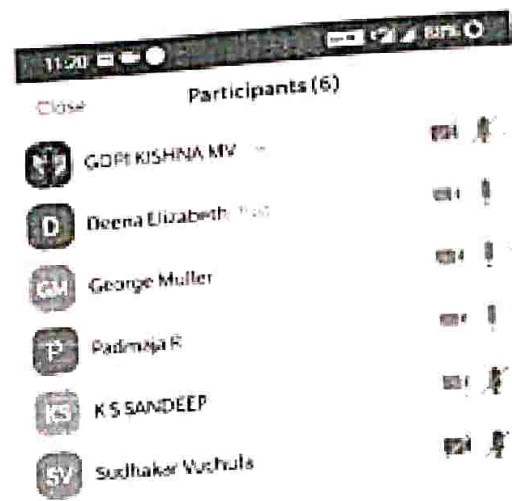 11:20
Close Participants (6)
GOPI KISHNA MV
D Deena Elizabeth
GM George Muller
P Padmaja R
KS K S SANDEEP
SV Sudhakar Vuchula